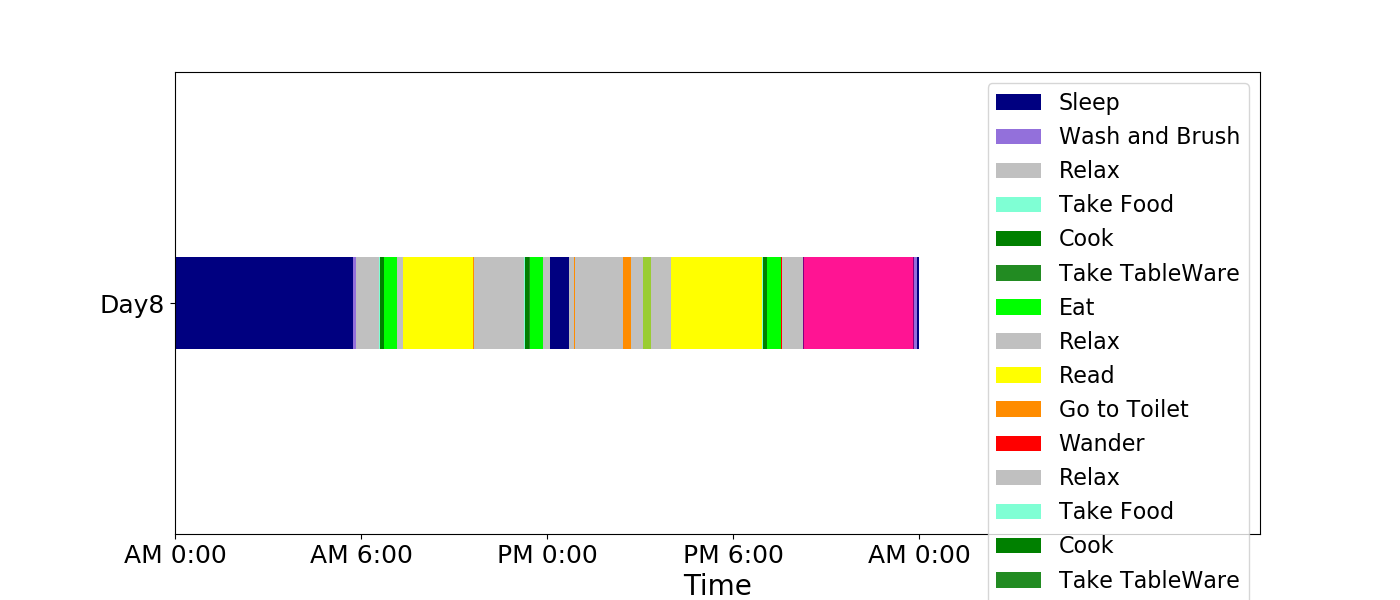 Sleep
Wash and Brush
Relax
Take Food
Cook
Take TableWare
Eat
Relax
Read
Go to Toilet
Wander
Relax
Take Food
Cook
Take TableWare
Day8
AM 0:00 AM 6:00 PM 0:00 PM 6:00 AM 0:00
Time